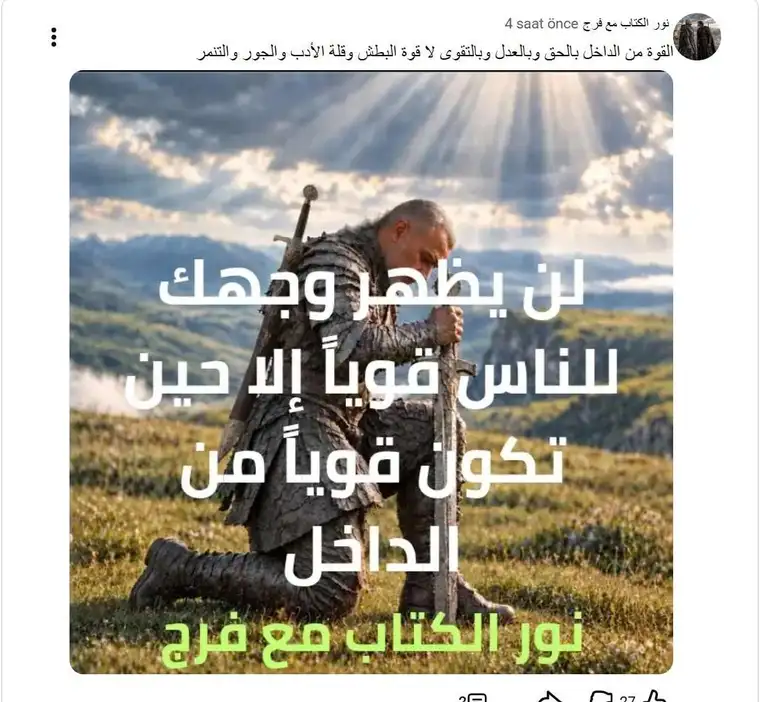 نور الكتاب مع فرج 4 saat önce
القوة من الداخل بالحق وبالعدل وبالتقوى لا قوة البطش وقلة الأدب والجور والتنمر
لن يظهر وجهك
للناس قوياً إلا حين
تكون قوياً من
الداخل
نور الكتاب مع فرج
27